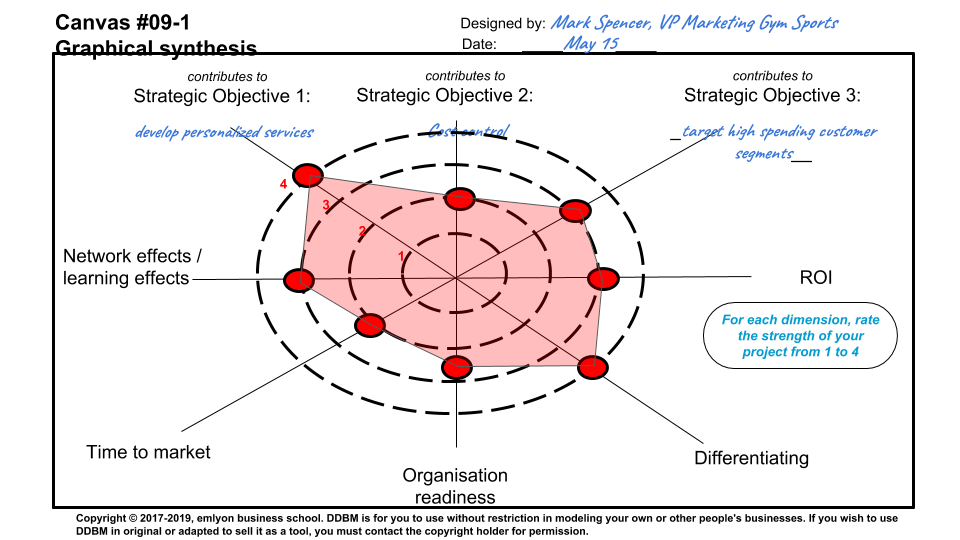 Canvas #09-1
Graphical synthesis
Designed by: Mark Spencer, VP Marketing Gym Sports
Date: _____May 15_____
contributes to
Strategic Objective 1:
develop personalized services
contributes to
Strategic Objective 2:
Cost control
contributes to
Strategic Objective 3:
_target high spending customer
segments__
4
3
2
1
Network effects /
learning effects
ROI
For each dimension, rate
the strength of your
project from 1 to 4
Time to market
Organisation
readiness
Differentiating
Copyright © 2017-2019, emlyon business school. DDBM is for you to use without restriction in modeling your own or other people's businesses. If you wish to use
DDBM in original or adapted to sell it as a tool, you must contact the copyright holder for permission.